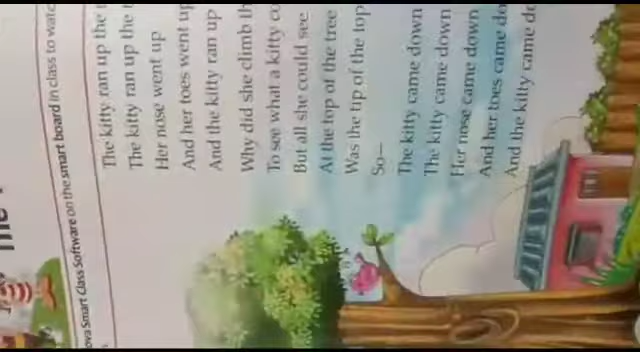 ova Smart Class Software on the smart board in class to watc
The kitty ran up the
The kitty ran up the
Her nose went up
And her toes went up
And the kitty ran up
Why did she climb th
To see what a kitty co
But all she could see
At the top of the tree
Was the tip of the top
So—
The kitty came down
The kitty came down
Her nose came down
And her toes came do
And the kitty came do